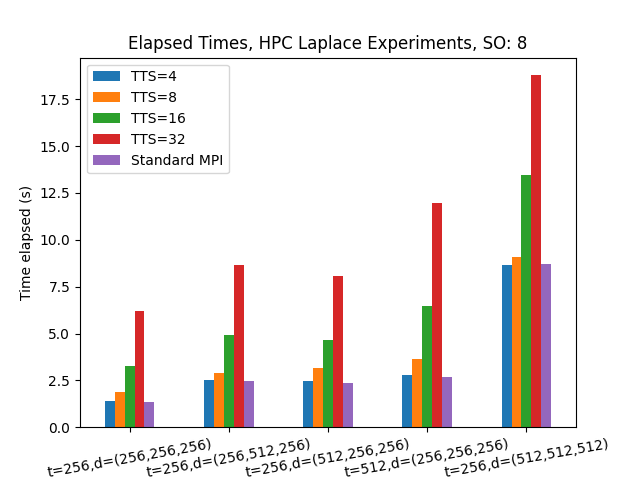 Elapsed Times, HPC Laplace Experiments, SO: 8
TTS=4
TTS=8
TTS=16
TTS=32
Standard MPI
Time elapsed (s)
17.5
15.0
12.5
10.0
7.5
5.0
2.5
0.0
t=256,d=(256,256,256)
t=256,d=(256,512,256)
t=256,d=(512,256,256)
t=512,d=(256,256,256)
t=256,d=(512,512,512)